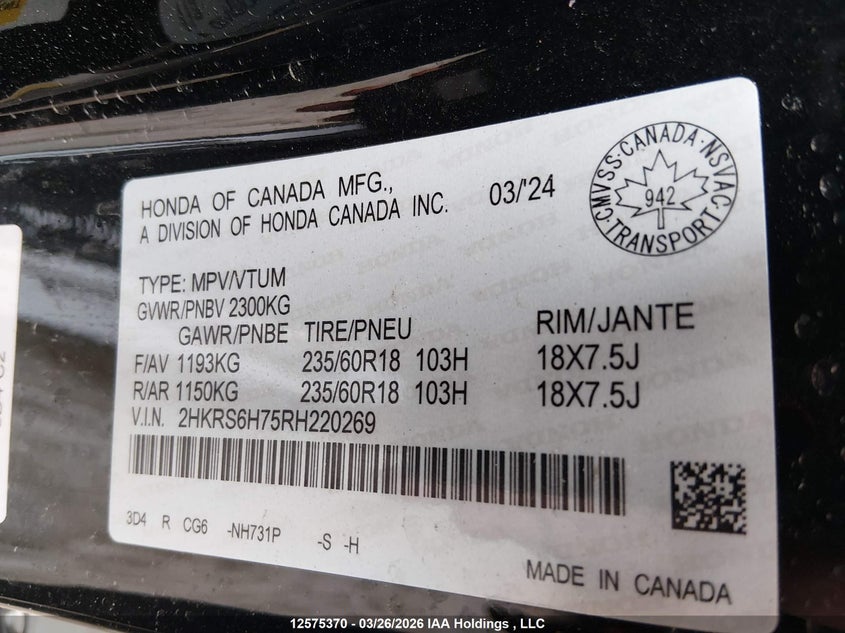 HONDA OF CANADA MFG.,
A DIVISION OF HONDA CANADA INC.
03/'24
CMVSS·CANADA·NSVAC·TRANSPORT·
942
TYPE: MPV/VTUM
GVWR/PNBV 2300KG
GAWR/PNBE TIRE/PNEU RIM/JANTE
F/AV 1193KG 235/60R18 103H 18X7.5J
R/AR 1150KG 235/60R18 103H 18X7.5J
V.I.N. 2HKRS6H75RH220269
3D4 R CG6 -NH731P -S -H
MADE IN CANADA
12575370 - 03/26/2026 IAA Holdings , LLC